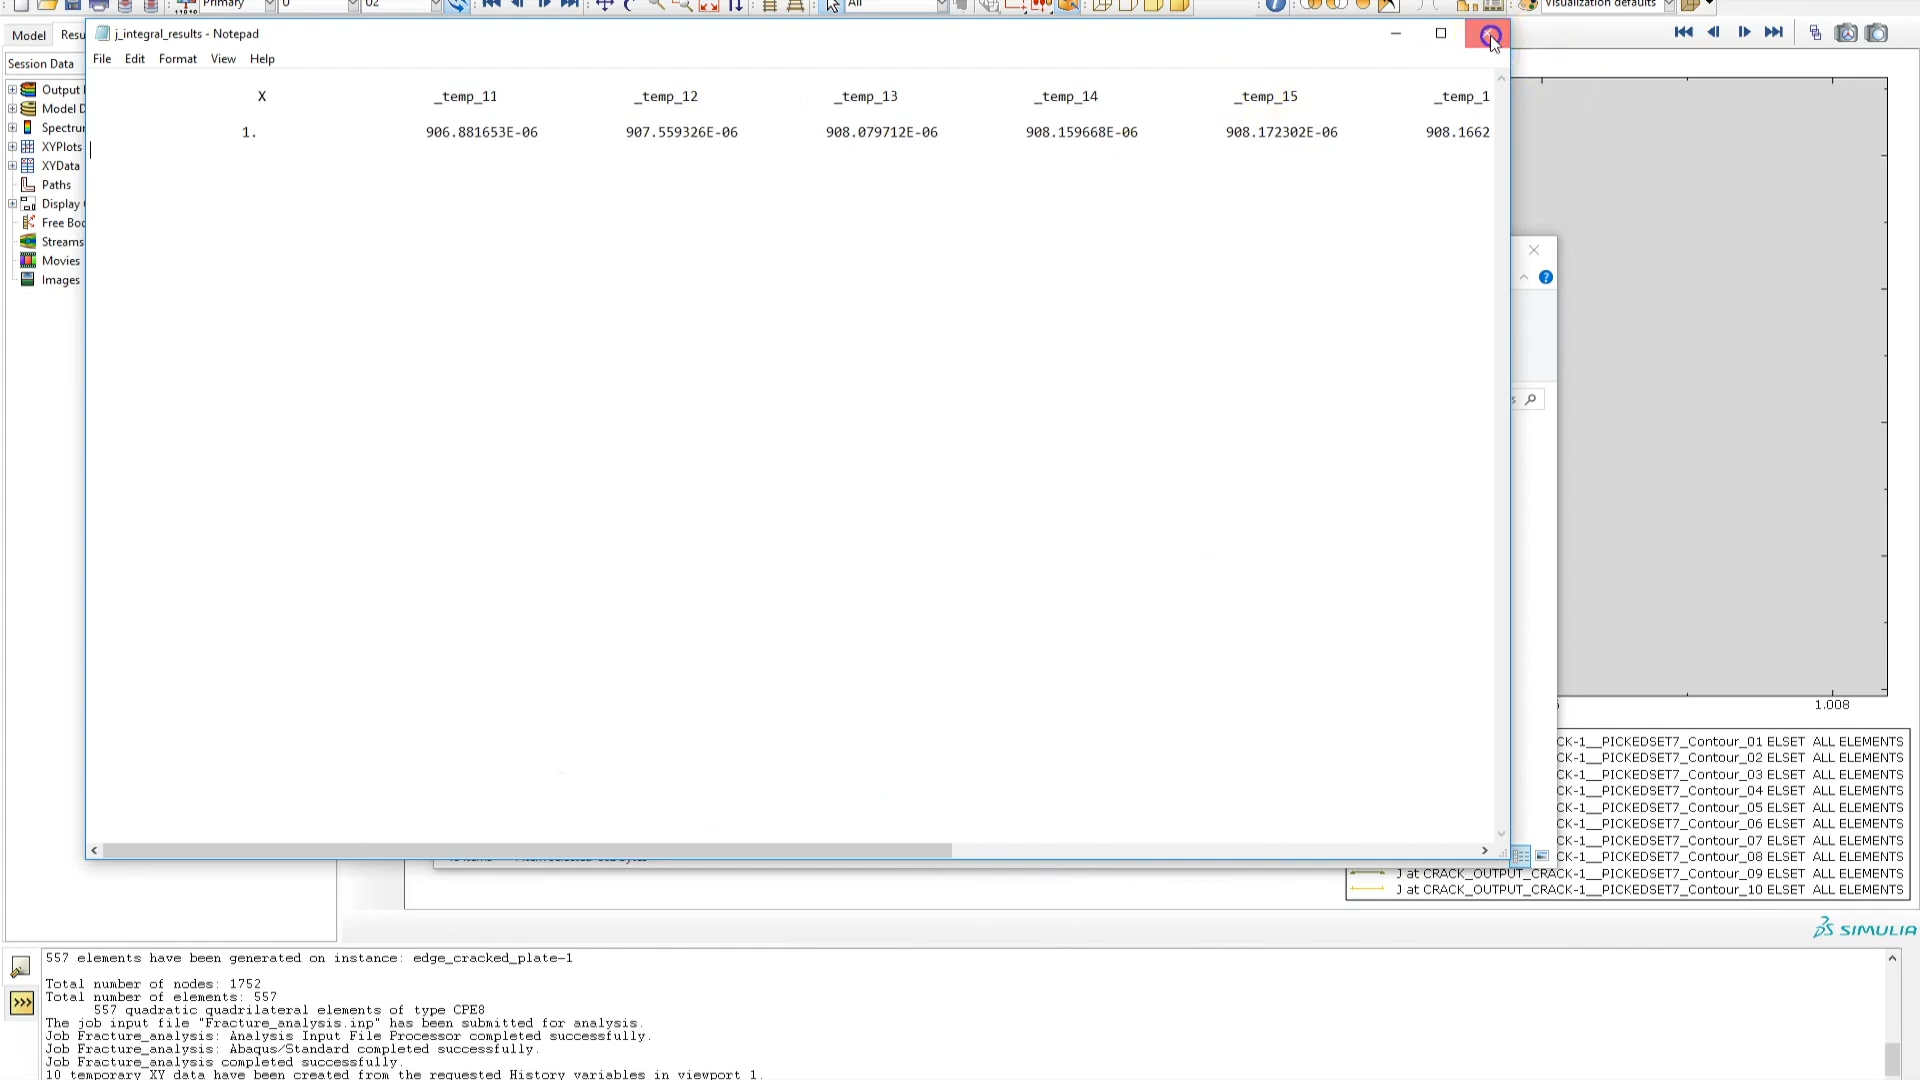 Primary
All
Visualization defaults
Model
Resu
j_integral_results - Notepad
File Edit Format View Help
Session Data
Output
Model D
Spectrur
XYPlots
XYData
Paths
Display
Free Boc
Streams
Movies
Images
X _temp_11 _temp_12 _temp_13 _temp_14 _temp_15 _temp_1
1. 906.881653E-06 907.559326E-06 908.079712E-06 908.159668E-06 908.172302E-06 908.1662
1.008
CK-1__PICKEDSET7_Contour_01 ELSET ALL ELEMENTS
CK-1__PICKEDSET7_Contour_02 ELSET ALL ELEMENTS
CK-1__PICKEDSET7_Contour_03 ELSET ALL ELEMENTS
CK-1__PICKEDSET7_Contour_04 ELSET ALL ELEMENTS
CK-1__PICKEDSET7_Contour_05 ELSET ALL ELEMENTS
CK-1__PICKEDSET7_Contour_06 ELSET ALL ELEMENTS
CK-1__PICKEDSET7_Contour_07 ELSET ALL ELEMENTS
CK-1__PICKEDSET7_Contour_08 ELSET ALL ELEMENTS
J at CRACK_OUTPUT_CRACK-1__PICKEDSET7_Contour_09 ELSET ALL ELEMENTS
J at CRACK_OUTPUT_CRACK-1__PICKEDSET7_Contour_10 ELSET ALL ELEMENTS
SIMULIA
557 elements have been generated on instance: edge_cracked_plate-1
Total number of nodes: 1752
Total number of elements: 557
557 quadratic quadrilateral elements of type CPE8
The job input file "Fracture_analysis.inp" has been submitted for analysis.
Job Fracture_analysis: Analysis Input File Processor completed successfully.
Job Fracture_analysis: Abaqus/Standard completed successfully.
Job Fracture_analysis completed successfully.
10 temporary XY data have been created from the requested History variables in viewport 1.